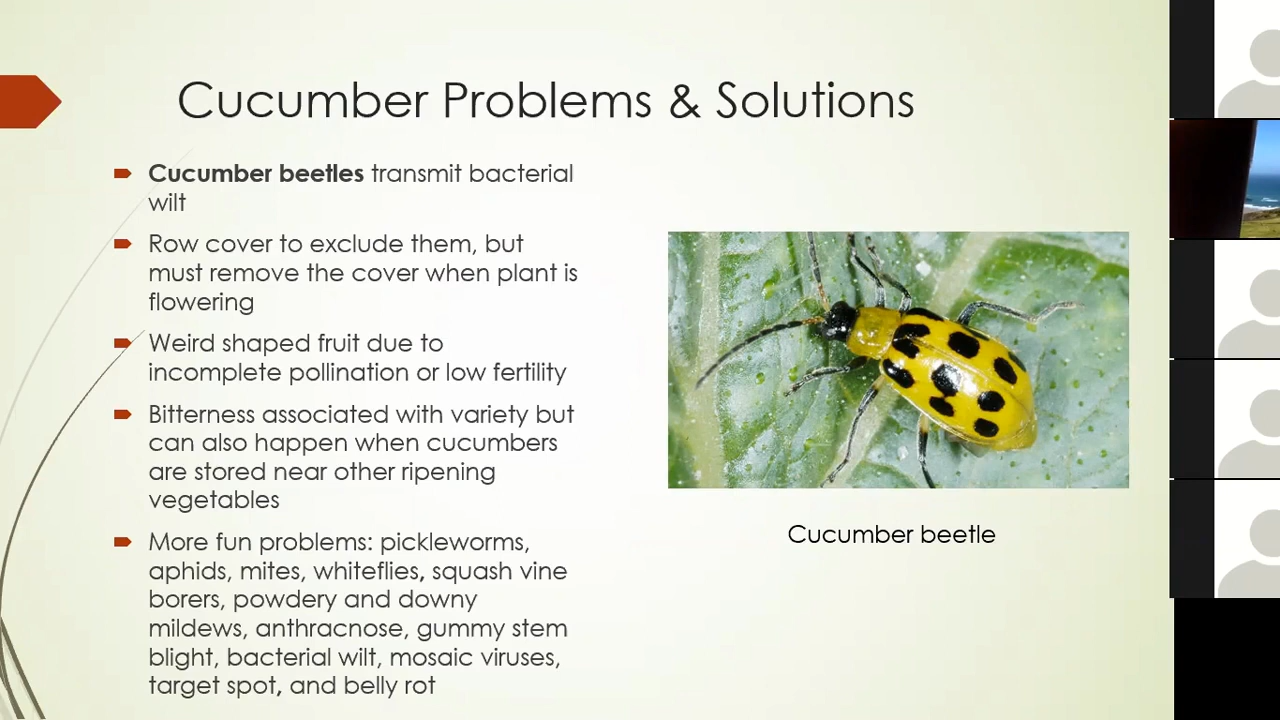 Cucumber Problems & Solutions
Cucumber beetles transmit bacterial
wilt
Row cover to exclude them, but
must remove the cover when plant is
flowering
Weird shaped fruit due to
incomplete pollination or low fertility
Bitterness associated with variety but
can also happen when cucumbers
are stored near other ripening
vegetables
More fun problems: pickleworms,
aphids, mites, whiteflies, squash vine
borers, powdery and downy
mildews, anthracnose, gummy stem
blight, bacterial wilt, mosaic viruses,
target spot, and belly rot
Cucumber beetle